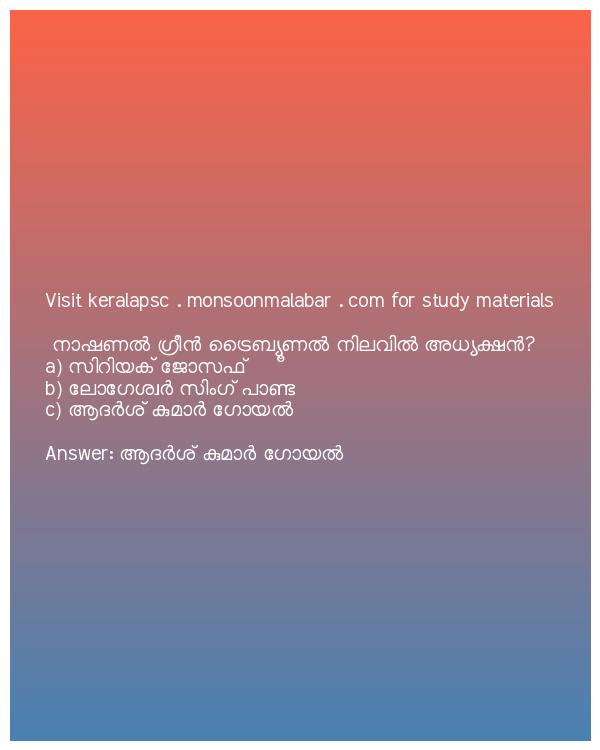 Visit keralapsc . monsoonmalabar . com for study materials
നാഷണൽ ഗ്രീൻ ട്രൈബ്യൂണൽ നിലവിൽ അധ്യക്ഷൻ?
a) സിറിയക് ജോസഫ്
b) ലോഗേശ്വർ സിംഗ് പാണ്ട
c) ആദർശ് കുമാർ ഗോയൽ
Answer: ആദർശ് കുമാർ ഗോയൽ